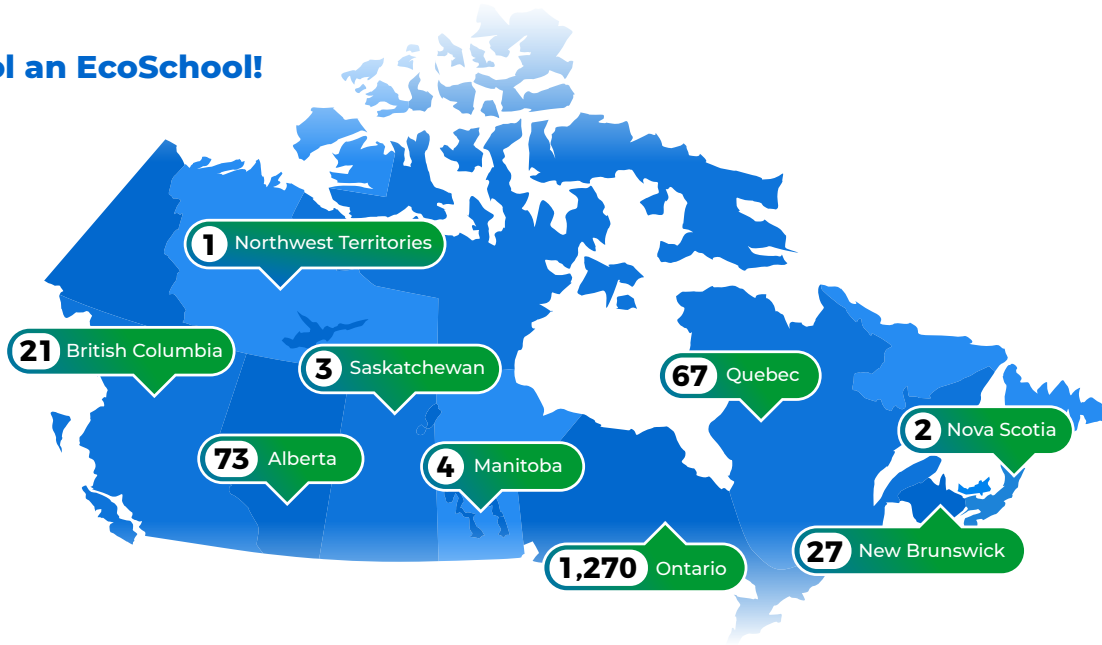 an EcoSchool!
1 Northwest Territories
21 British Columbia
3 Saskatchewan
67 Quebec
2 Nova Scotia
73 Alberta
4 Manitoba
27 New Brunswick
1,270 Ontario